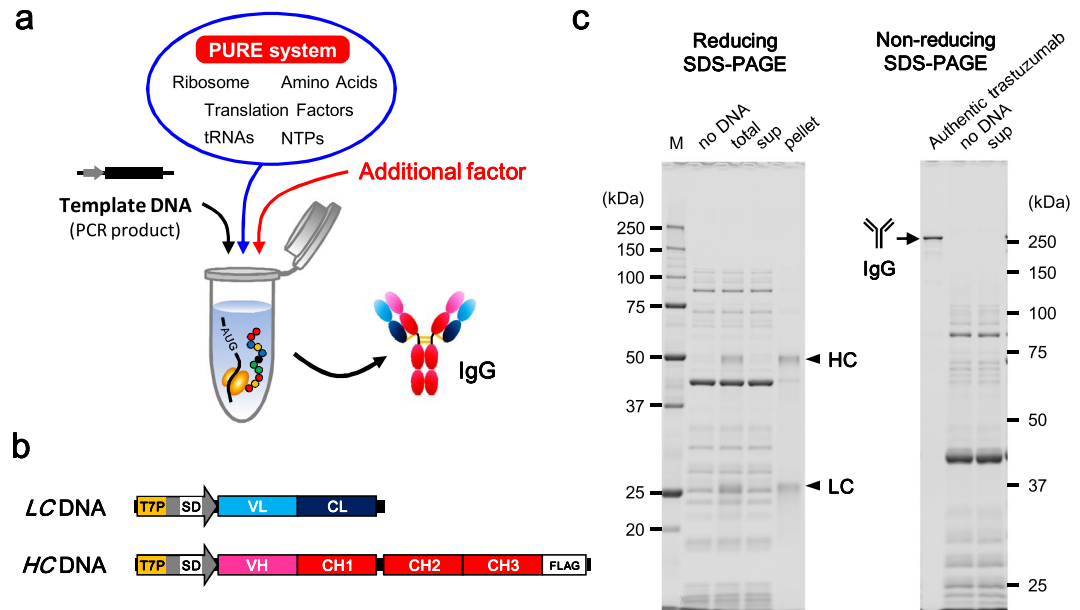 a
PURE system
Ribosome Amino Acids
Translation Factors
tRNAs NTPs
Additional factor
Template DNA
(PCR product)
AUG
IgG
b
LC DNA
T7P SD VL CL
HC DNA
T7P SD VH CH1 CH2 CH3 FLAG
c
Reducing
SDS-PAGE
M
no DNA
total
sup
pellet
(kDa)
250
150
100
75
50
37
25
20
HC
LC
Non-reducing
SDS-PAGE
Authentic trastuzumab
no DNA
sup
IgG
(kDa)
250
150
100
75
50
37
25